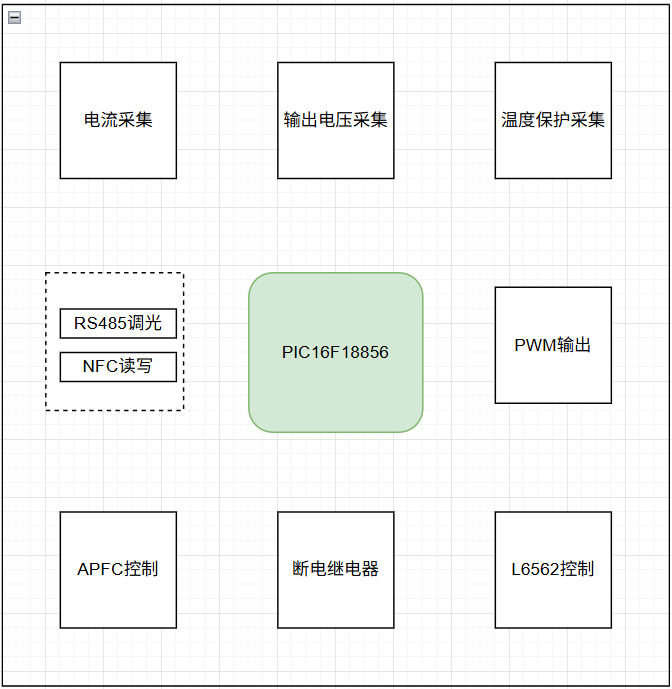 电流采集
输出电压采集
温度保护采集
RS485调光
NFC读写
PIC16F18856
PWM输出
APFC控制
断电继电器
L6562控制